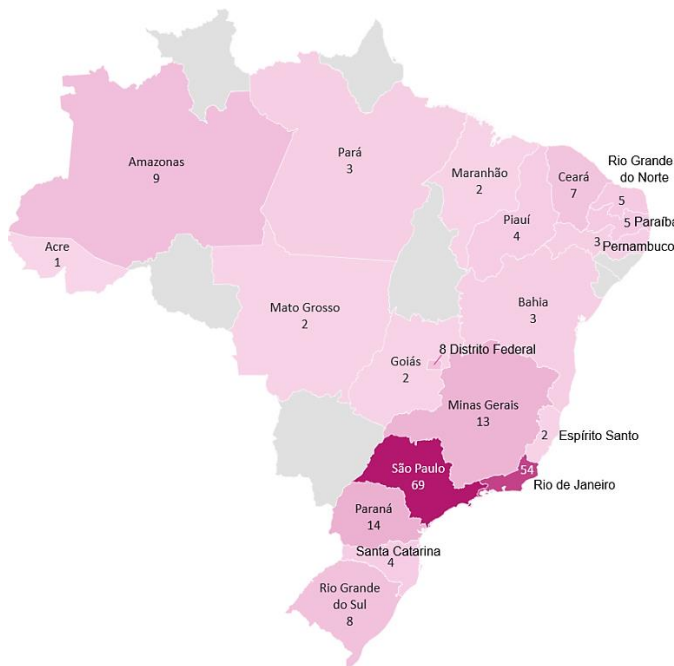 Amazonas
9
Pará
3
Maranhão
2
Ceará
7
Rio Grande
do Norte
5
Piauí
4
5 Paraíba
3 Pernambuco
Acre
1
Mato Grosso
2
Bahia
3
Goiás
2
8 Distrito Federal
Minas Gerais
13
2 Espírito Santo
São Paulo
69
54
Rio de Janeiro
Paraná
14
Santa Catarina
4
Rio Grande
do Sul
8